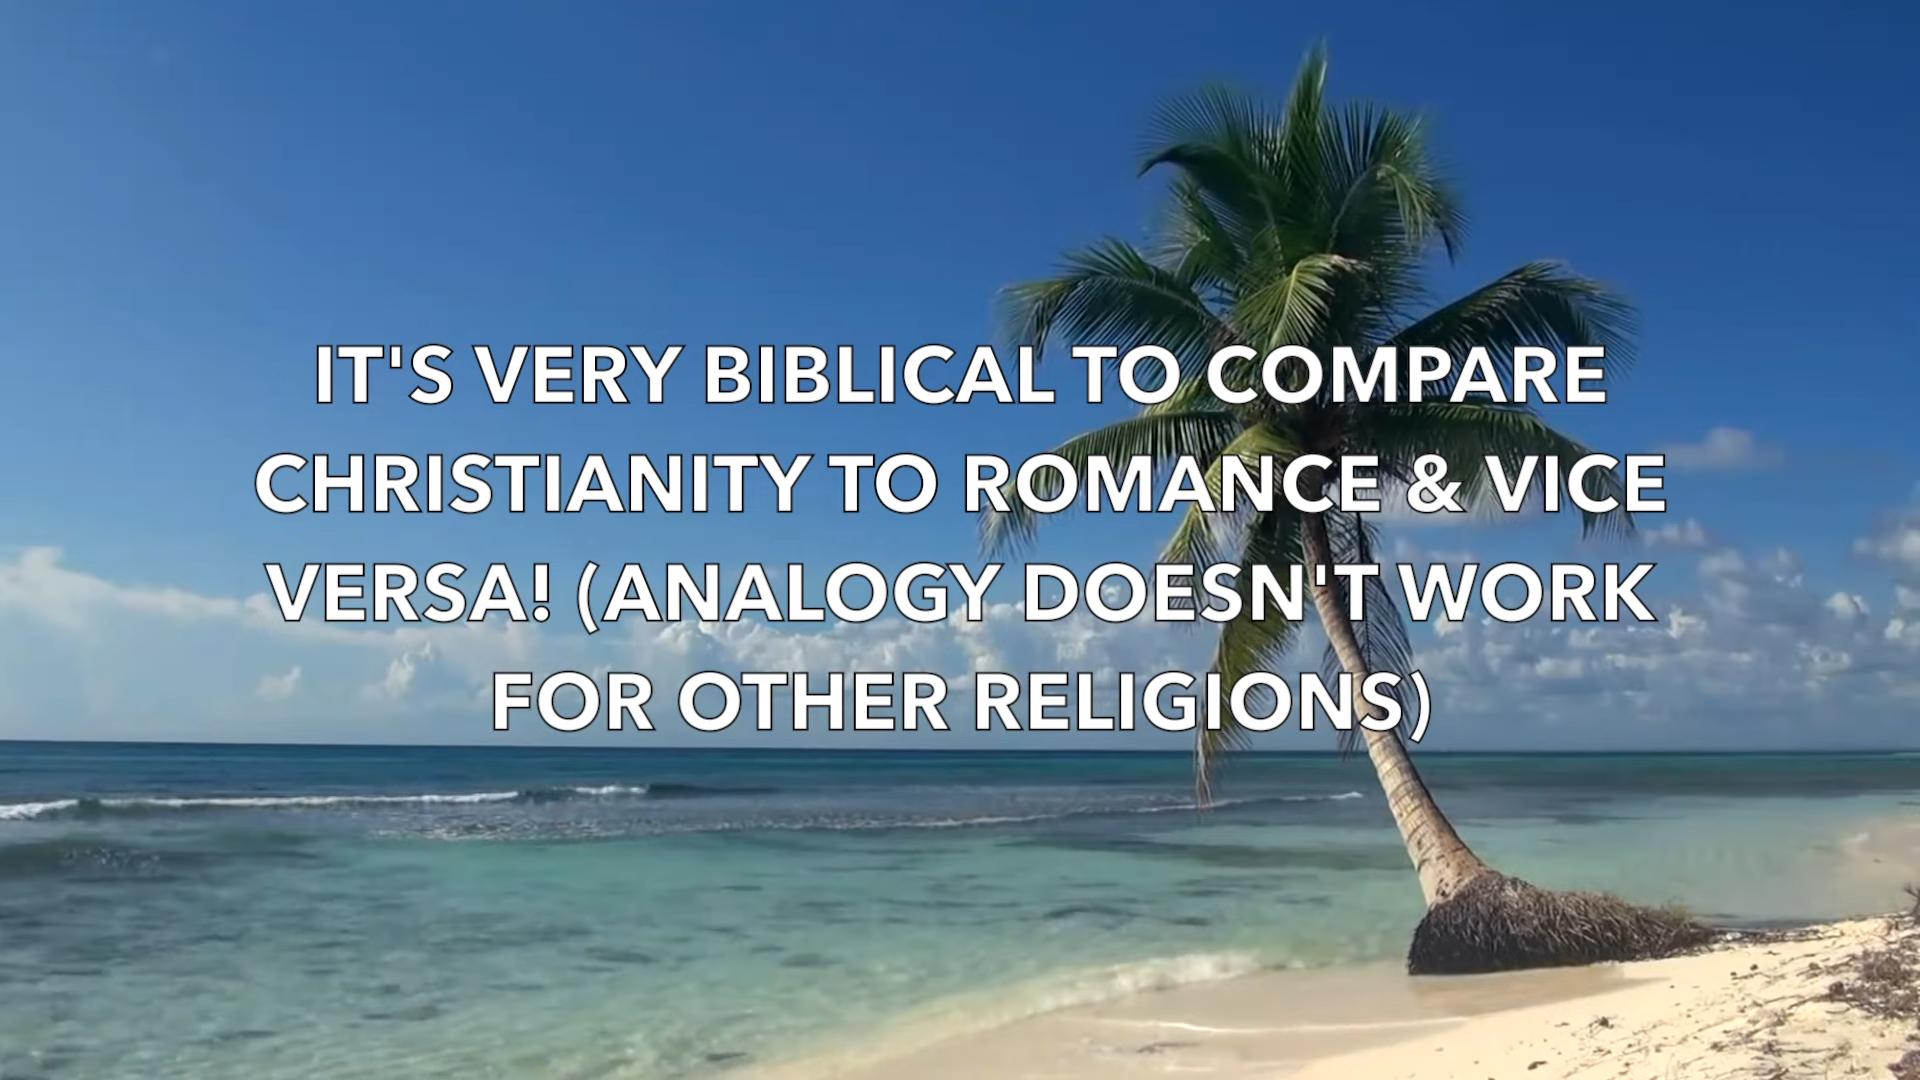 IT'S VERY BIBLICAL TO COMPARE
CHRISTIANITY TO ROMANCE & VICE
VERSA! (ANALOGY DOESN'T WORK
FOR OTHER RELIGIONS)